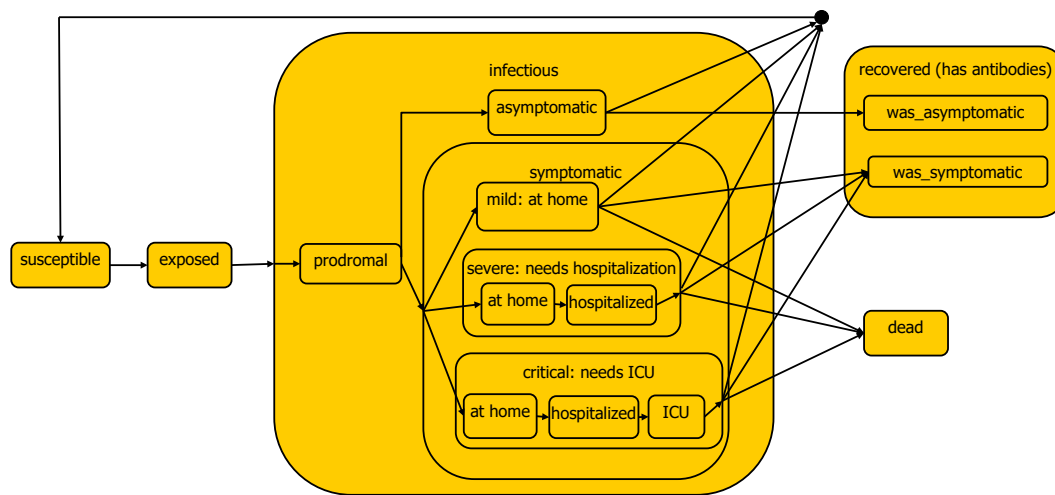 infectious
recovered (has antibodies)
asymptomatic
was_asymptomatic
symptomatic
was_symptomatic
mild: at home
susceptible
exposed
prodromal
severe: needs hospitalization
at home
hospitalized
dead
critical: needs ICU
at home
hospitalized
ICU